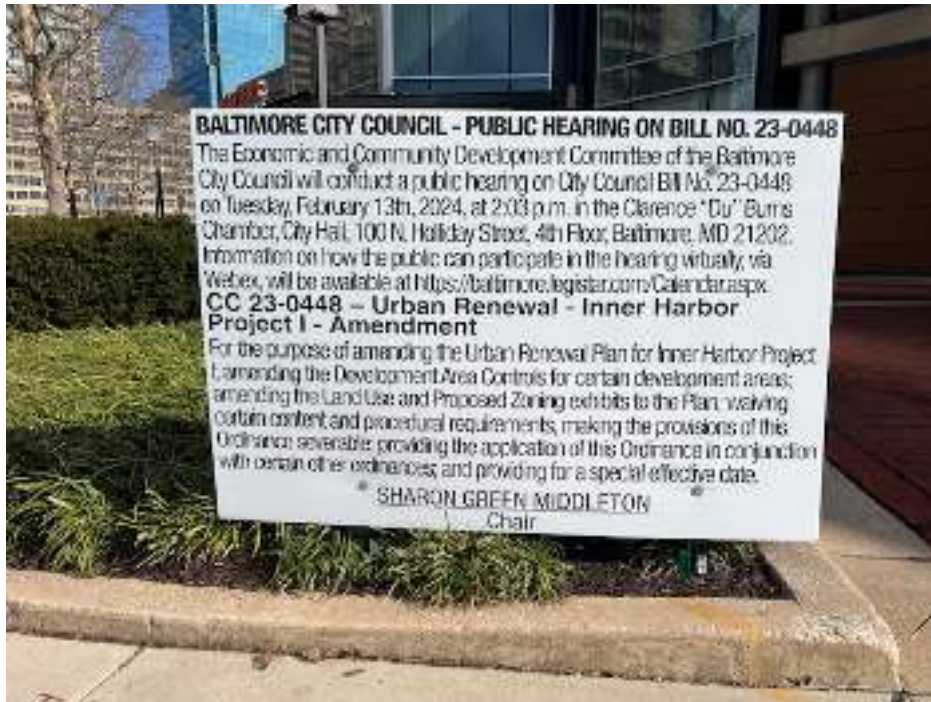 BALTIMORE CITY COUNCIL - PUBLIC HEARING ON BILL NO. 23-0448
The Economic and Community Development Committee of the Baltimore
City Council will conduct a public hearing on City Council Bill No. 23-0448
on Tuesday, February 13th, 2024, at 2:03 p.m. in the Clarence "Du" Burns
Chamber, City Hall, 100 N. Holliday Street, 4th Floor, Baltimore, MD 21202.
Information on how the public can participate in the hearing virtually, via
Webex, will be available at https://baltimore.legistar.com/Calendar.aspx.
CC 23-0448 – Urban Renewal - Inner Harbor
Project I - Amendment
For the purpose of amending the Urban Renewal Plan for Inner Harbor Project
I; amending the Development Area Controls for certain development areas;
amending the Land Use and Proposed Zoning exhibits to the Plan; waiving
certain content and procedural requirements; making the provisions of this
Ordinance severable; providing the application of this Ordinance in conjunction
with certain other ordinances; and providing for a special effective date.
SHARON GREEN MIDDLETON
Chair